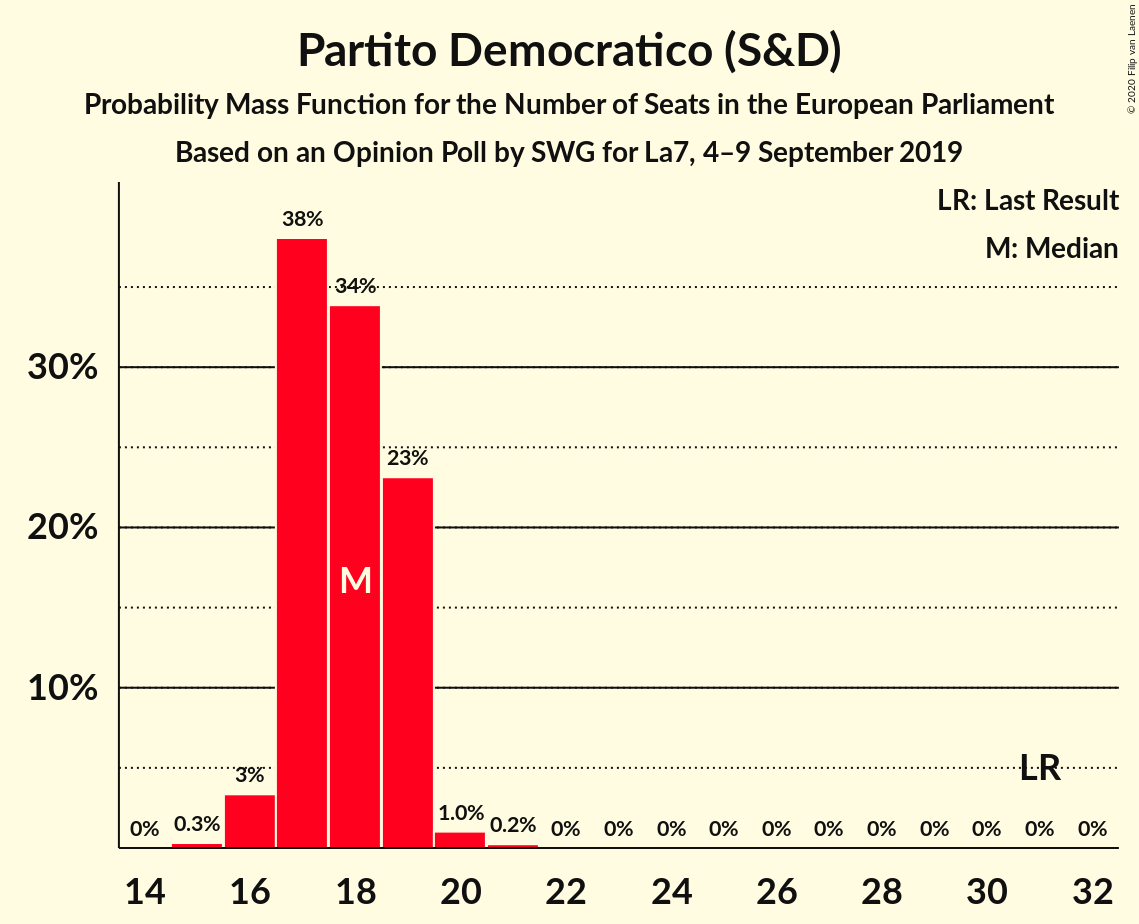 Partito Democratico (S&D)
Probability Mass Function for the Number of Seats in the European Parliament
Based on an Opinion Poll by SWG for La7, 4–9 September 2019
© 2020 Filip van Laenen
LR: Last Result
M: Median
38%
34%
30%
23%
20%
M
10%
LR
3%
0% 0.3% 1.0% 0.2% 0% 0% 0% 0% 0% 0% 0% 0% 0% 0% 0%
14 16 18 20 22 24 26 28 30 32